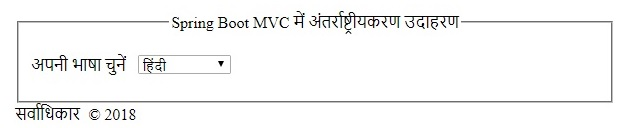 Spring Boot MVC में अंतर्राष्ट्रीयकरण उदाहरण
अपनी भाषा चुनें हिंदी
सर्वाधिकार © 2018